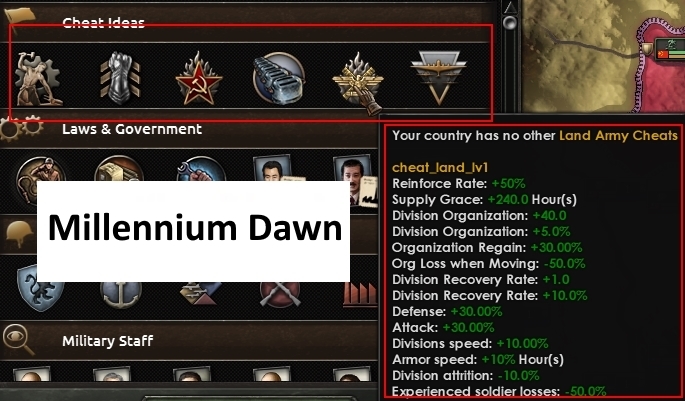 Cheat Ideas
Laws & Government
Millennium Dawn
Military Staff
Your country has no other Land Army Cheats
cheat_land_lv1
Reinforce Rate: +50%
Supply Grace: +240.0 Hour(s)
Division Organization: +40.0
Division Organization: +5.0%
Organization Regain: +30.00%
Org Loss when Moving: -50.0%
Division Recovery Rate: +1.0
Division Recovery Rate: +10.0%
Defense: +30.00%
Attack: +30.00%
Divisions speed: +10.00%
Armor speed: +10% Hour(s)
Division attrition: -10.0%
Experienced soldier losses: -50.0%